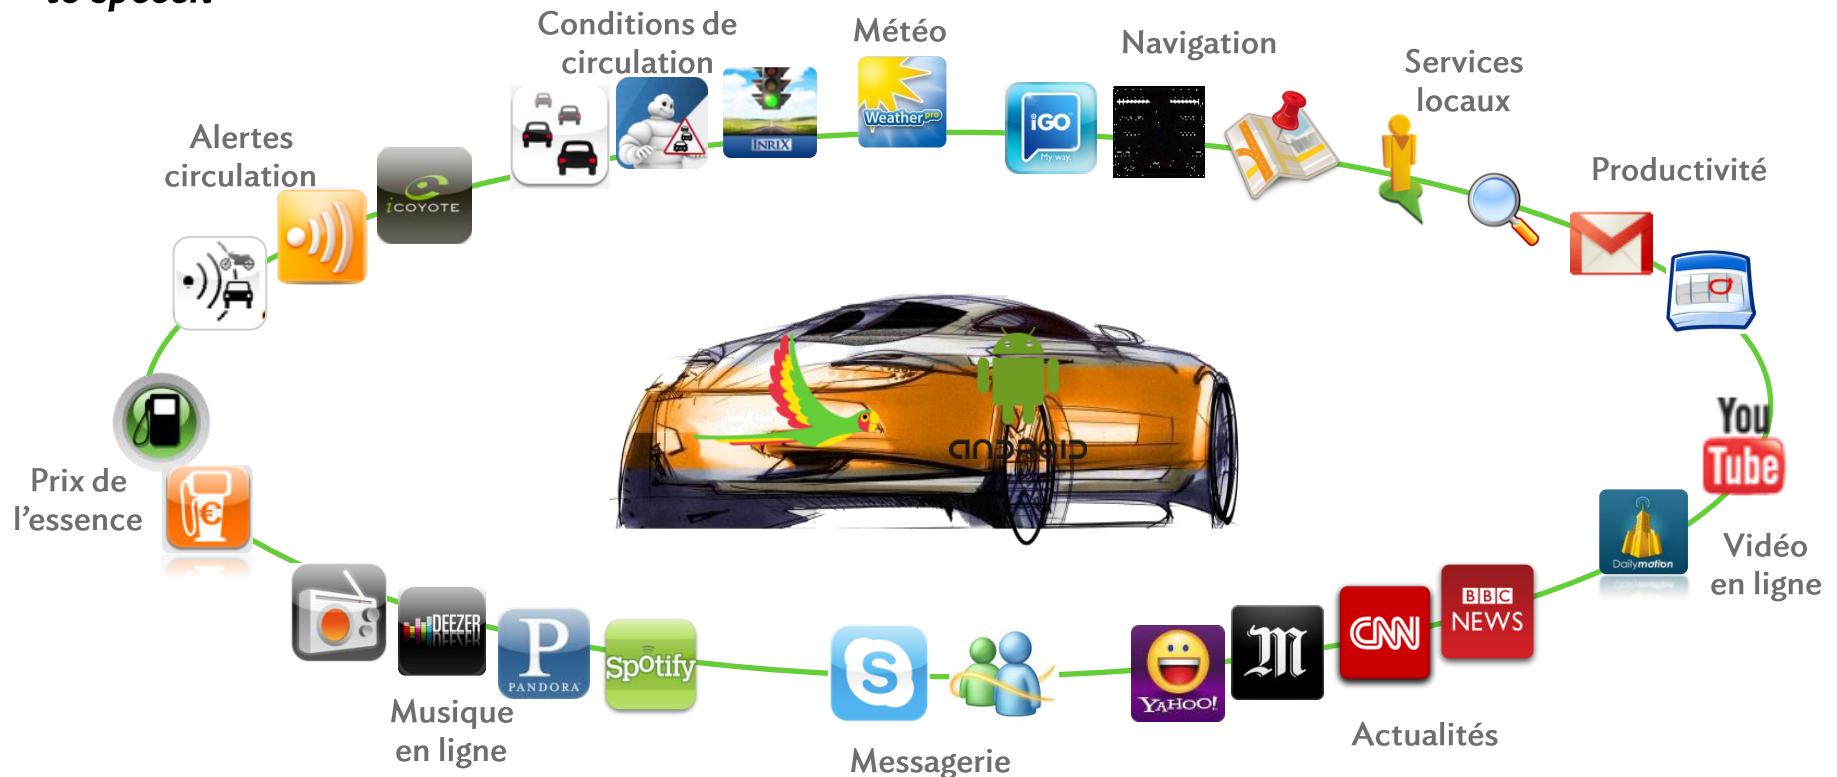 to speech
Conditions de
circulation
Météo
Navigation
Services
locaux
Alertes
circulation
Productivité
iCOYOTE
INRIX
Weather pro
iGO
My way.
ANDROID
You
Tube
Prix de
l'essence
€
Dailymotion
Vidéo
en ligne
DEEZER
P
PANDORA
Spotify
S
YAHOO!
M
CNN
BBC
NEWS
Musique
en ligne
Messagerie
Actualités